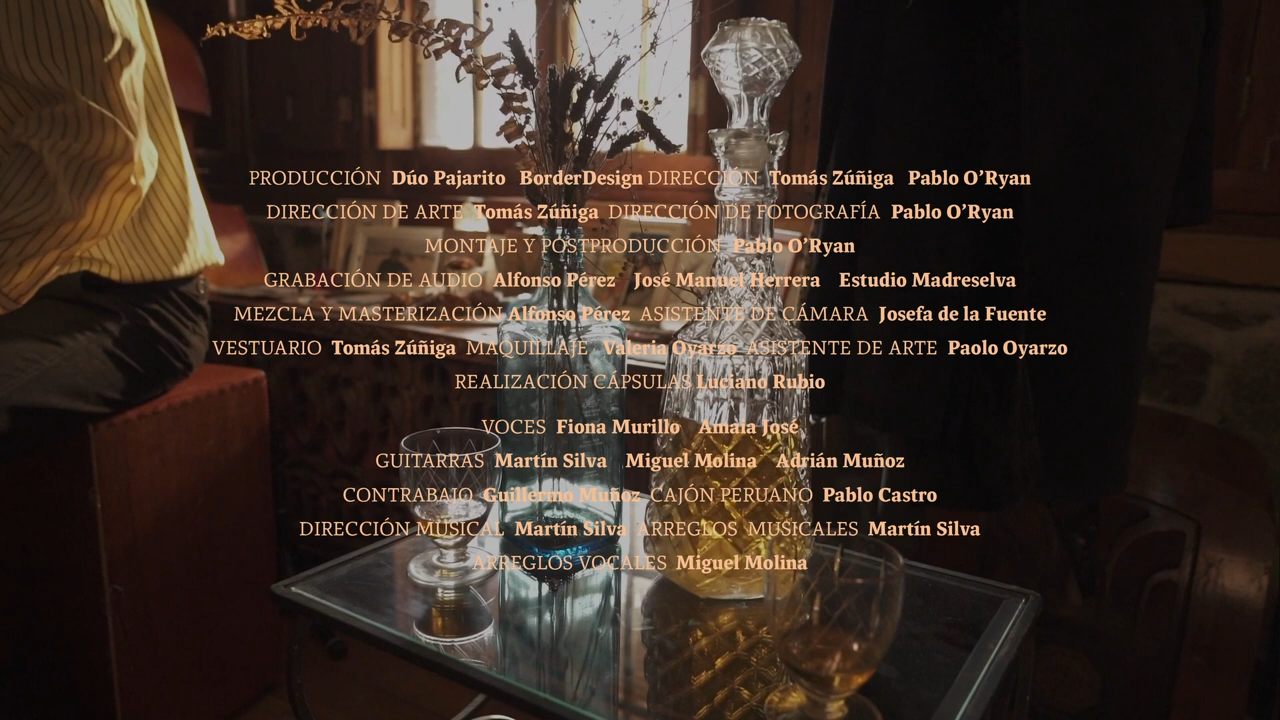 PRODUCCIÓN Dúo Pajarito BorderDesign DIRECCIÓN Tomás Zúñiga Pablo O’Ryan
DIRECCIÓN DE ARTE Tomás Zúñiga DIRECCIÓN DE FOTOGRAFÍA Pablo O’Ryan
MONTAJE Y POSTPRODUCCIÓN Pablo O’Ryan
GRABACIÓN DE AUDIO Alfonso Pérez José Manuel Herrera Estudio Madreselva
MEZCLA Y MASTERIZACIÓN Alfonso Pérez ASISTENTE DE CÁMARA Josefa de la Fuente
VESTUARIO Tomás Zúñiga MAQUILLAJE Valeria Oyarzo ASISTENTE DE ARTE Paolo Oyarzo
REALIZACIÓN CÁPSULAS Luciano Rubio
VOCES Fiona Murillo Amaia José
GUITARRAS Martín Silva Miguel Molina Adrián Muñoz
CONTRABAJO Guillermo Muñoz CAJÓN PERUANO Pablo Castro
DIRECCIÓN MUSICAL Martín Silva ARREGLOS MUSICALES Martín Silva
ARREGLOS VOCALES Miguel Molina